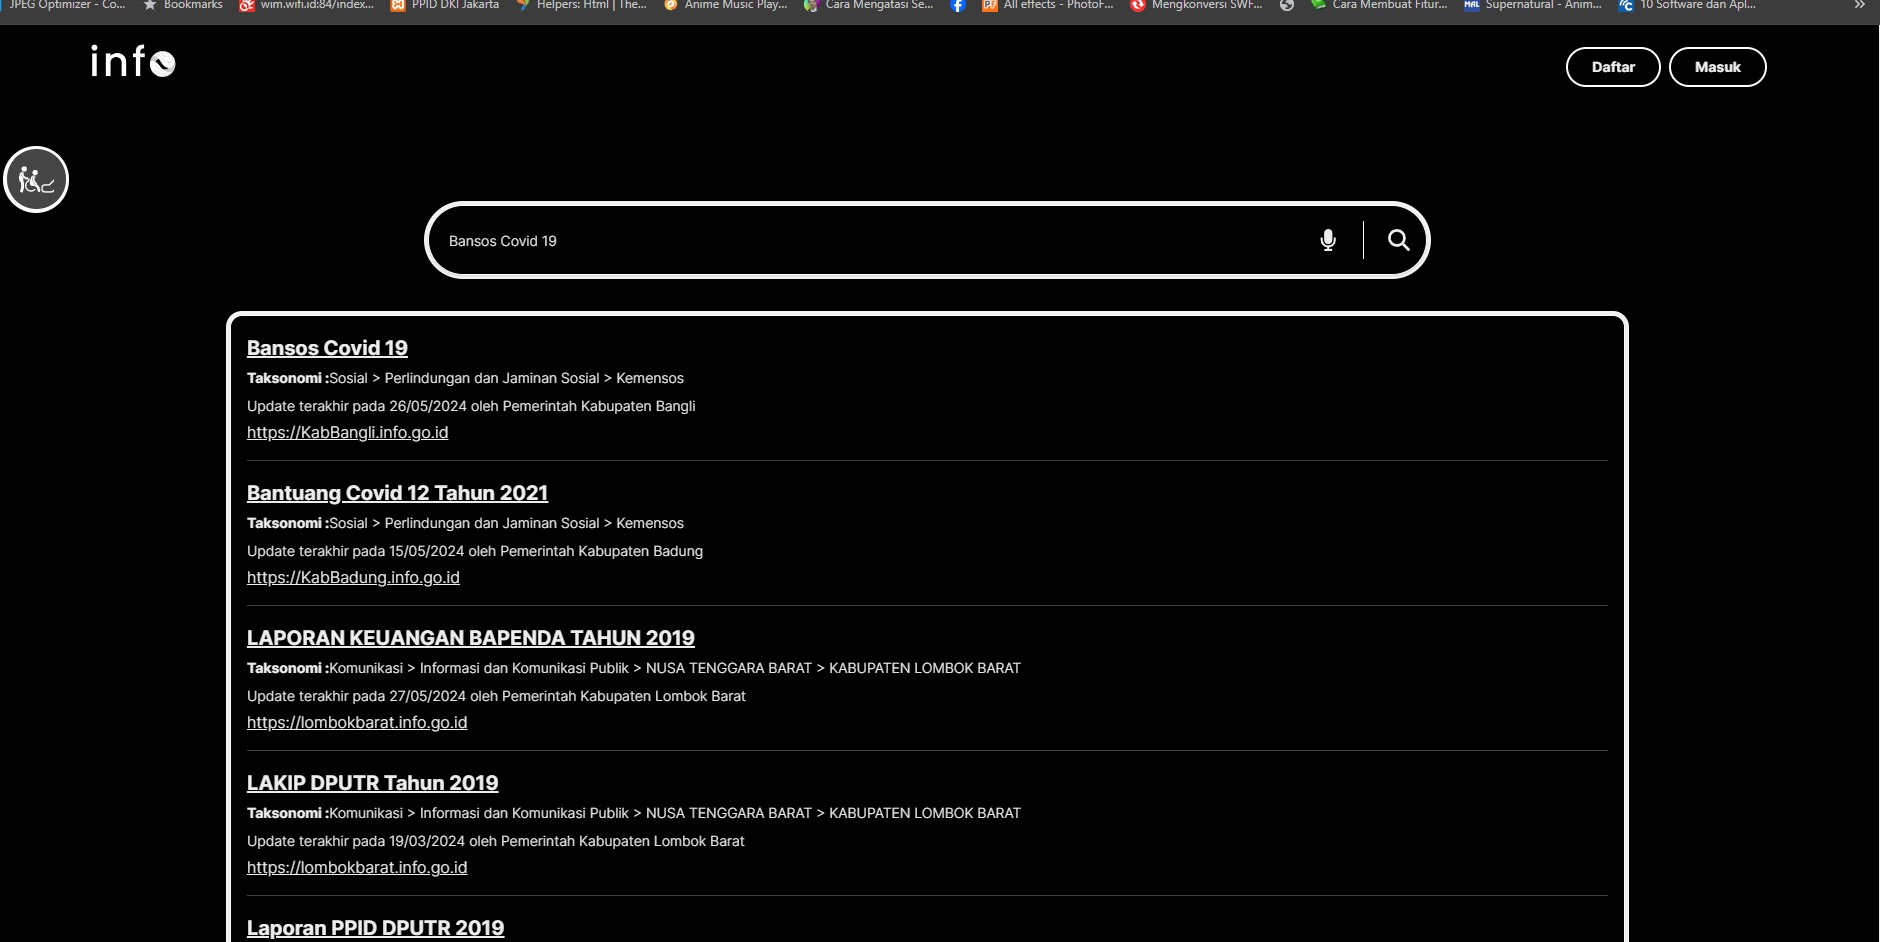 JPEG Optimizer - Co... Bookmarks wim.wifi.id:84/index... PPID DKI Jakarta Helpers: Html | The... Anime Music Play... Cara Mengatasi Se... All effects - PhotoF... Mengkonversi SWF... Cara Membuat Fitur... Supernatural - Anim... 10 Software dan Apl...
info
Daftar Masuk
Bansos Covid 19
Bansos Covid 19
Taksonomi :Sosial > Perlindungan dan Jaminan Sosial > Kemensos
Update terakhir pada 26/05/2024 oleh Pemerintah Kabupaten Bangli
https://KabBangli.info.go.id
Bantuang Covid 12 Tahun 2021
Taksonomi :Sosial > Perlindungan dan Jaminan Sosial > Kemensos
Update terakhir pada 15/05/2024 oleh Pemerintah Kabupaten Badung
https://KabBadung.info.go.id
LAPORAN KEUANGAN BAPENDA TAHUN 2019
Taksonomi :Komunikasi > Informasi dan Komunikasi Publik > NUSA TENGGARA BARAT > KABUPATEN LOMBOK BARAT
Update terakhir pada 27/05/2024 oleh Pemerintah Kabupaten Lombok Barat
https://lombokbarat.info.go.id
LAKIP DPUTR Tahun 2019
Taksonomi :Komunikasi > Informasi dan Komunikasi Publik > NUSA TENGGARA BARAT > KABUPATEN LOMBOK BARAT
Update terakhir pada 19/03/2024 oleh Pemerintah Kabupaten Lombok Barat
https://lombokbarat.info.go.id
Laporan PPID DPUTR 2019